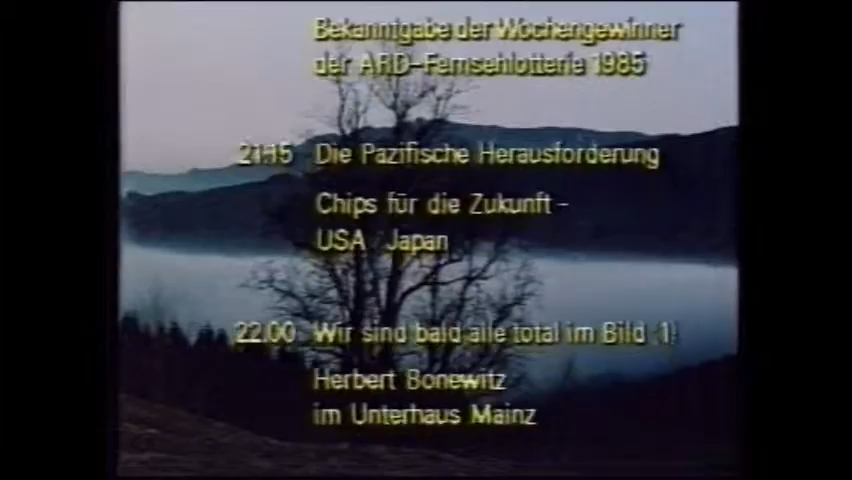 Bekanntgabe der Wochengewinner
der ARD-Fernsehlotterie 1985
21.15 Die Pazifische Herausforderung
Chips für die Zukunft -
USA / Japan
22.00 Wir sind bald alle total im Bild (1)
Herbert Bonewitz
im Unterhaus Mainz